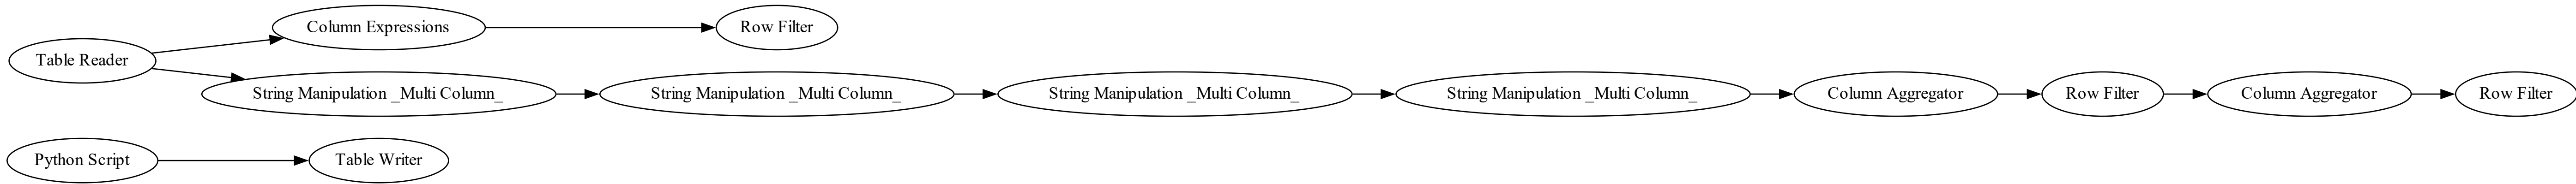 Table Reader
Column Expressions
Row Filter
String Manipulation _Multi Column_
String Manipulation _Multi Column_
String Manipulation _Multi Column_
String Manipulation _Multi Column_
Column Aggregator
Row Filter
Column Aggregator
Row Filter
Python Script
Table Writer